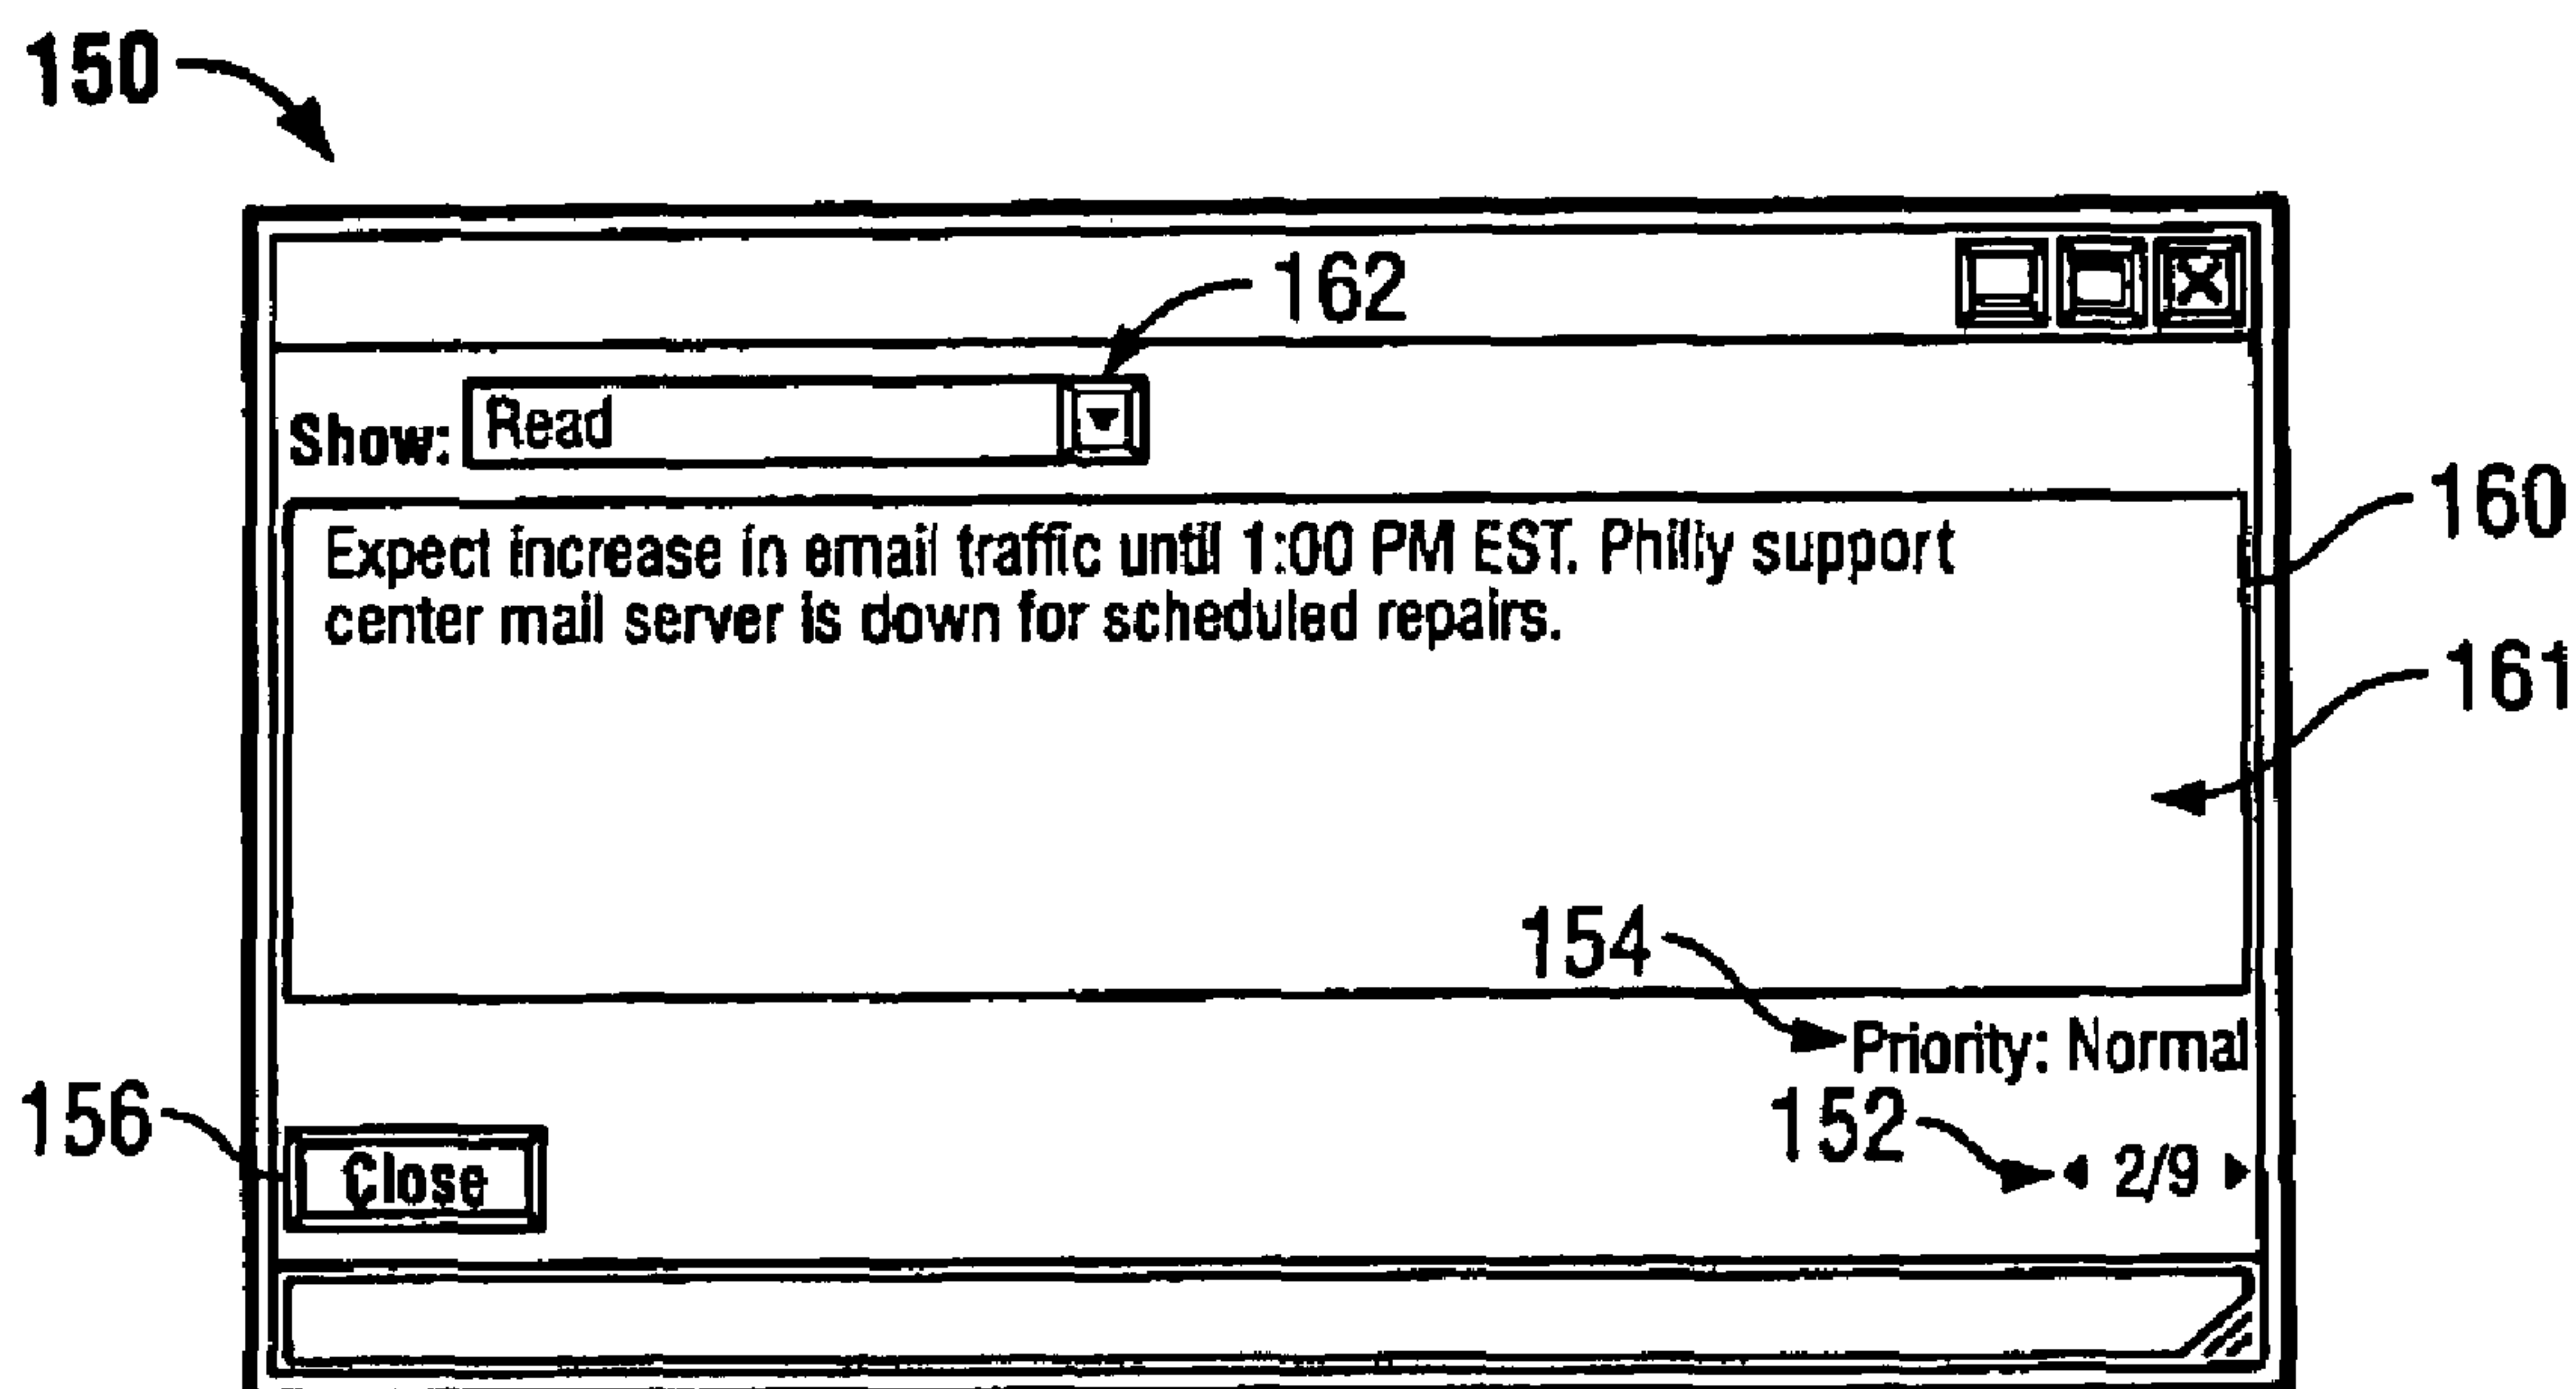 150
162
Show: Read
160
Expect increase in email traffic until 1:00 PM EST. Philly support
center mail server is down for scheduled repairs.
161
154
Priority: Normal
156
152
Close
2/9